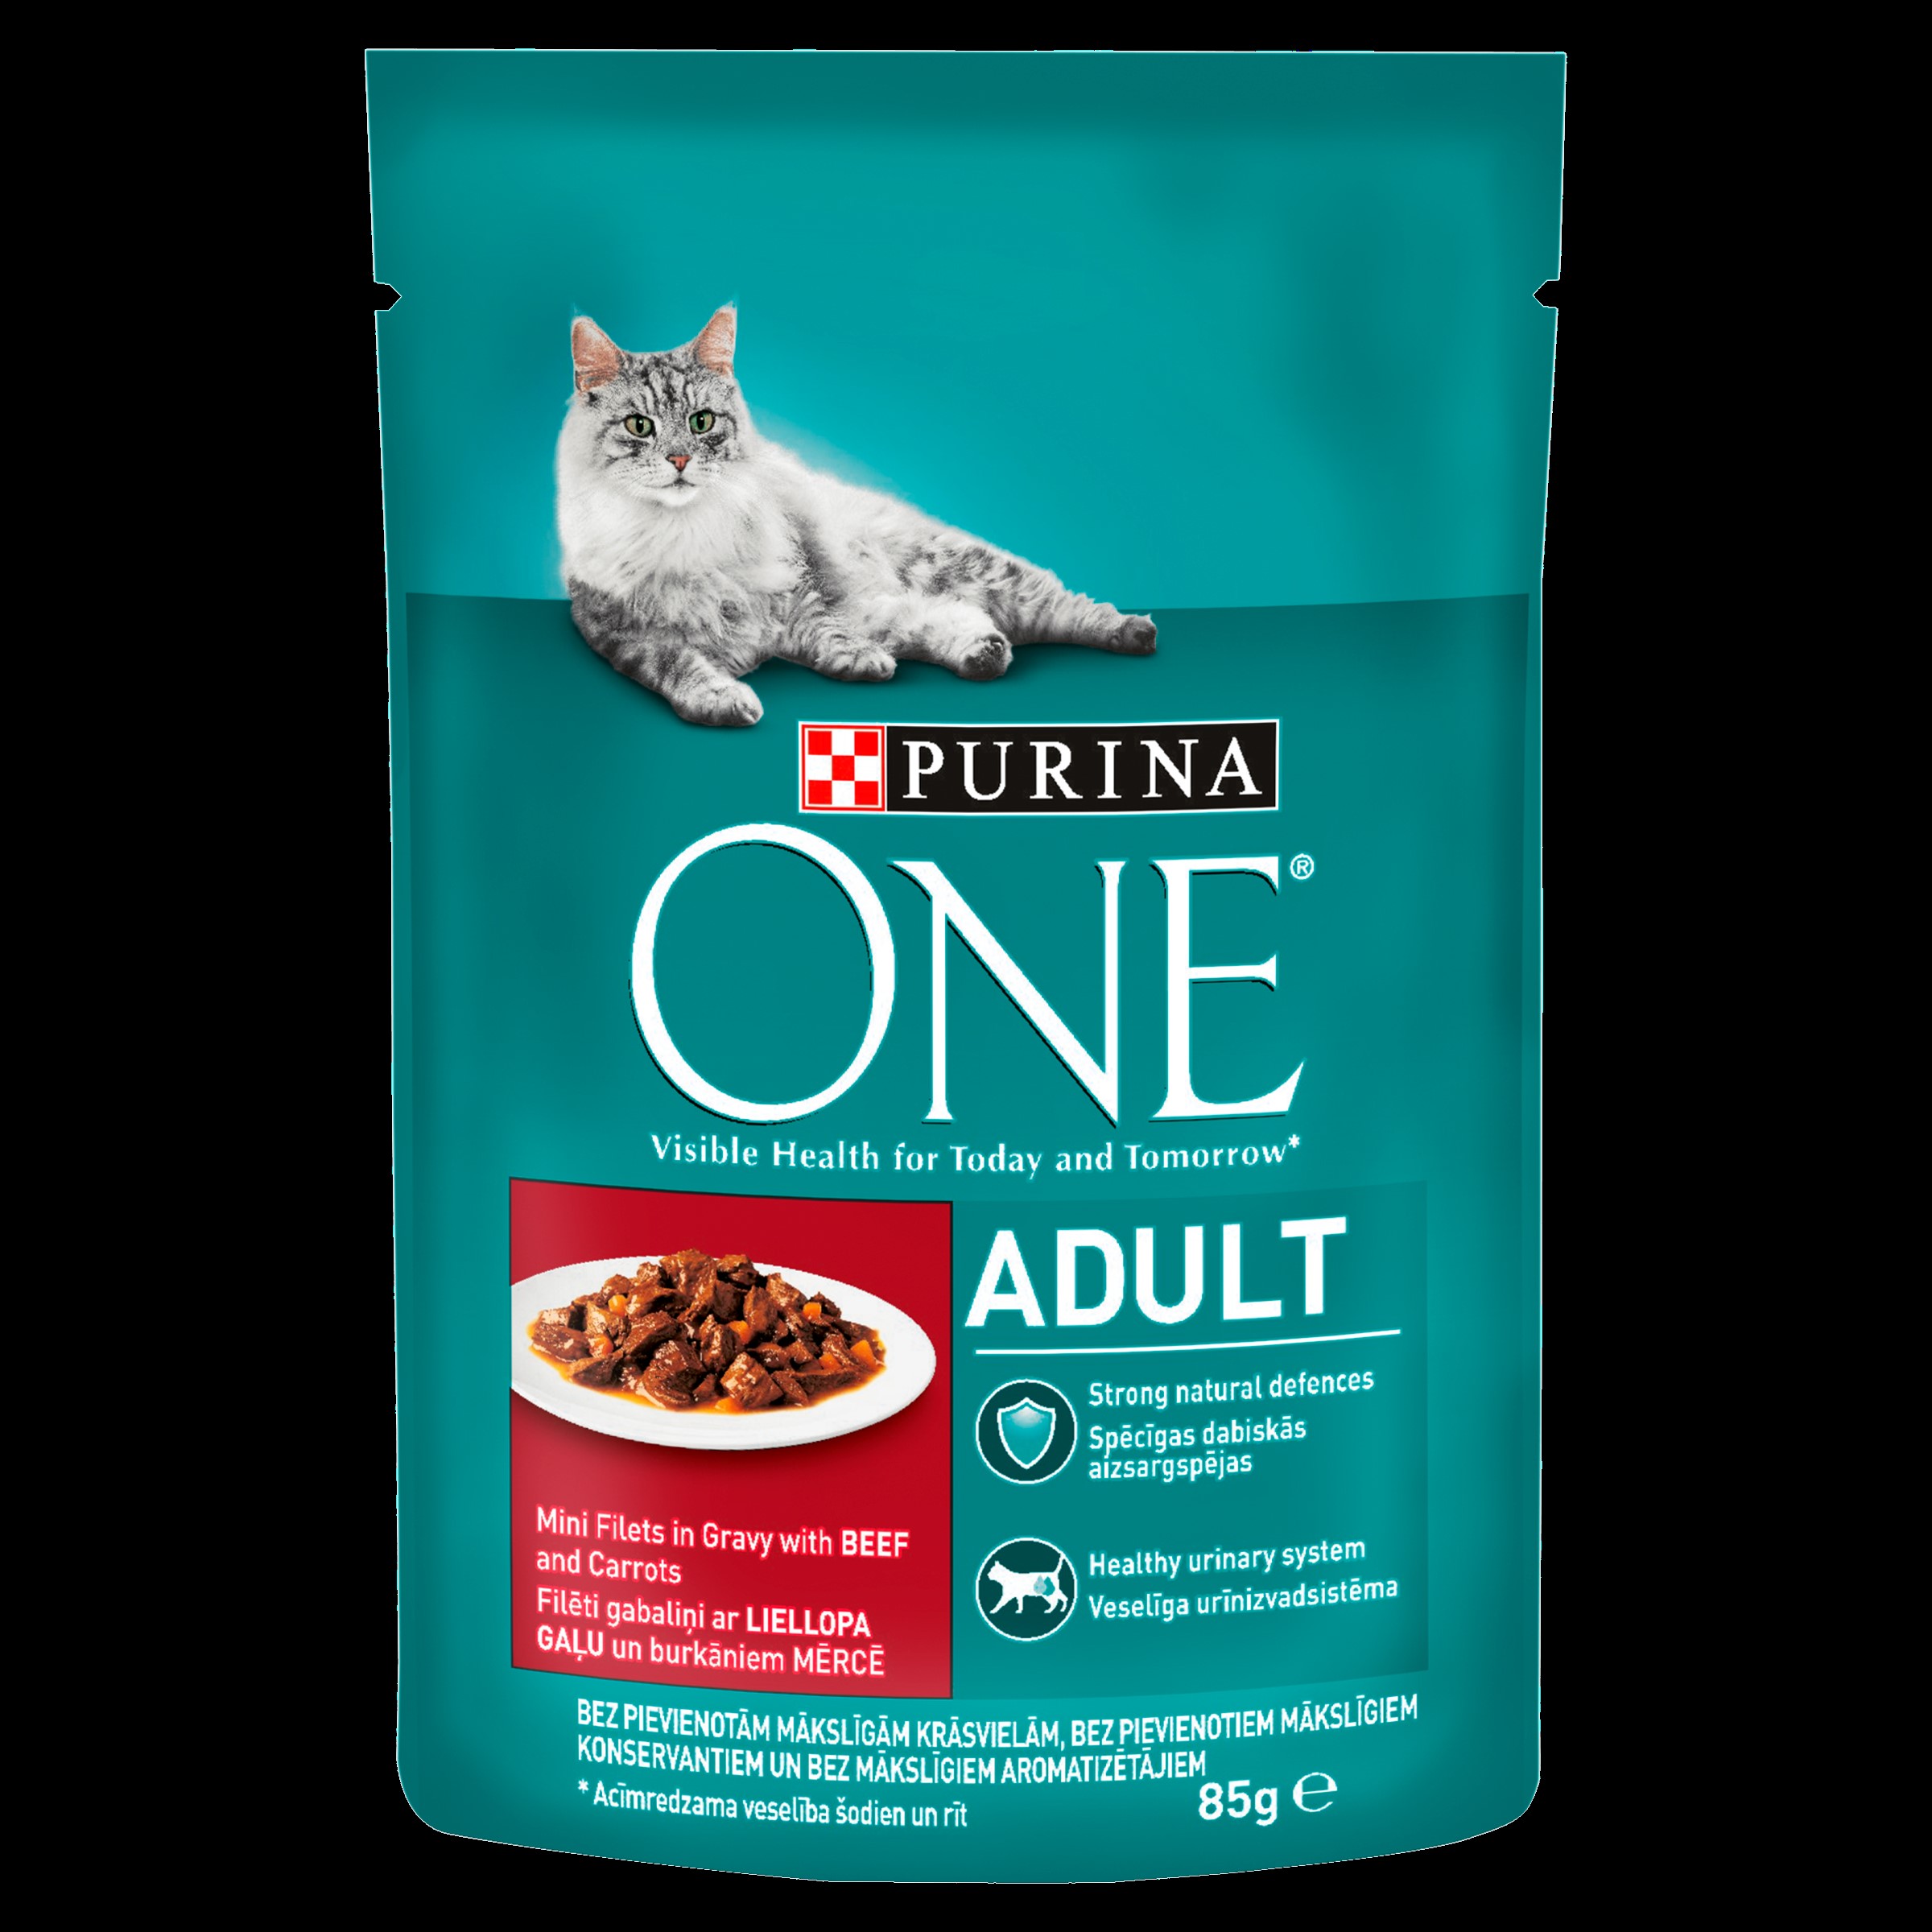 PURINA
ONE®
Visible Health for Today and Tomorrow*
ADULT
Strong natural defences
Spēcīgas dabiskās
aizsargspējas
Healthy urinary system
Veselīga urīnizvadsistēma
Mini Filets in Gravy with BEEF
and Carrots
Filēti gabaliņi ar LIELLOPA
GAĻU un burkāniem MĒRCĒ
BEZ PIEVIENOTĀM MĀKSLĪGĀM KRĀSVIELĀM, BEZ PIEVIENOTIEM MĀKSLĪGIEM
KONSERVANTIEM UN BEZ MĀKSLĪGIEM AROMATIZĒTĀJIEM
* Acīmredzama veselība šodien un rīt
85g ℮